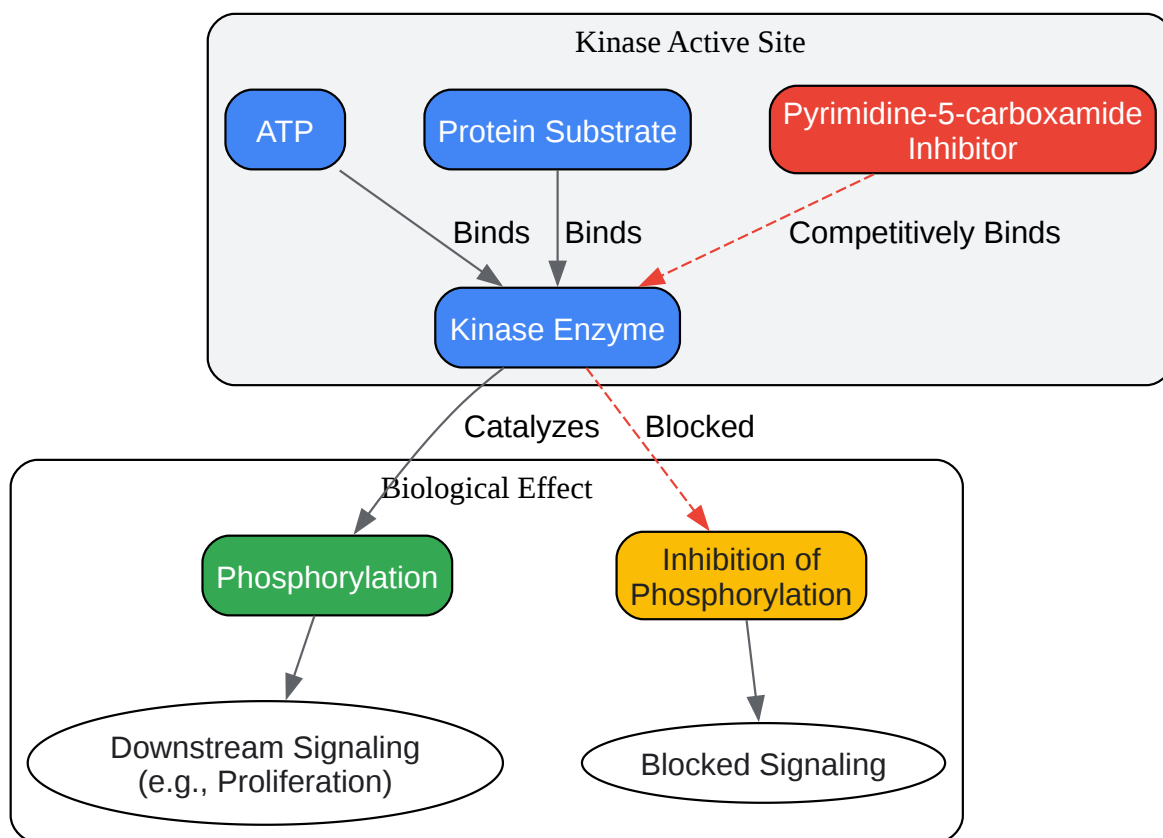 Kinase Active Site
ATP
Protein Substrate
Pyrimidine-5-carboxamide
Inhibitor
Binds
Binds
Competitively Binds
Kinase Enzyme
Catalyzes
Blocked
Biological Effect
Phosphorylation
Inhibition of
Phosphorylation
Downstream Signaling
(e.g., Proliferation)
Blocked Signaling